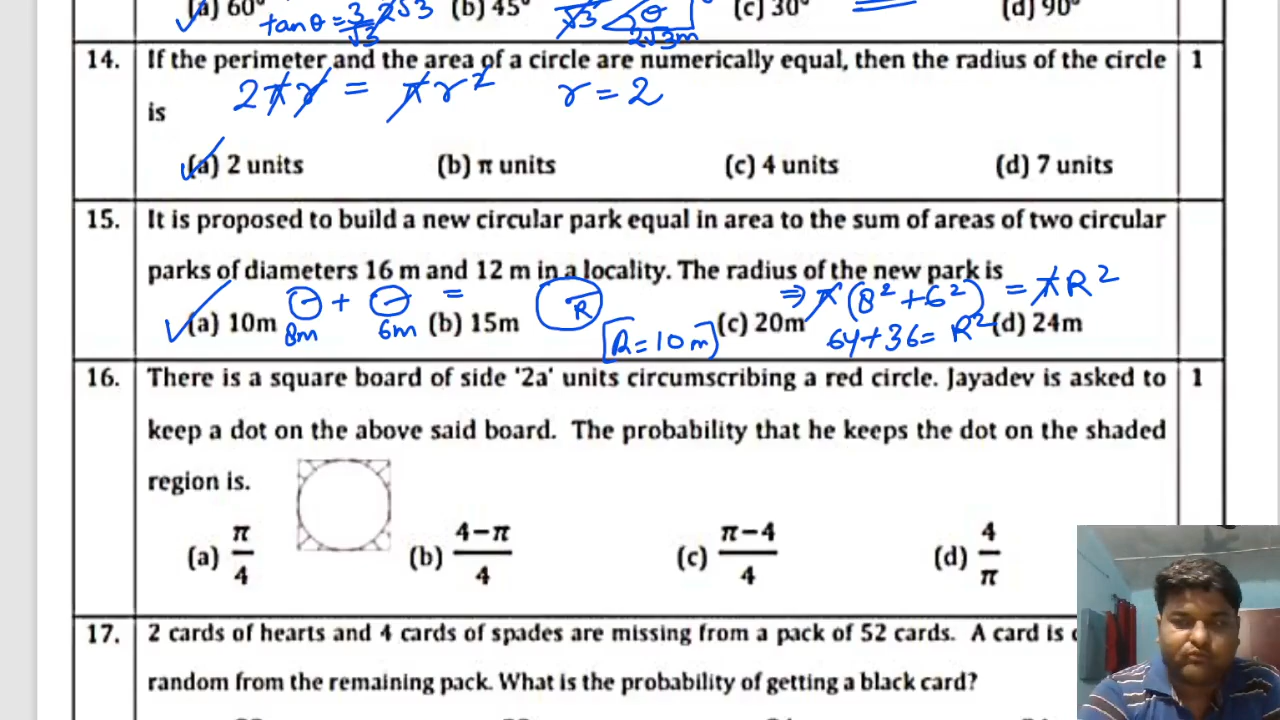 (a) 60° (b) 45° (c) 30° (d) 90°
tanθ = 3/√3 2√3 θ 2√3m
14. If the perimeter and the area of a circle are numerically equal, then the radius of the circle 1
2πr = πr² r = 2
is
(a) 2 units (b) π units (c) 4 units (d) 7 units
15. It is proposed to build a new circular park equal in area to the sum of areas of two circular
parks of diameters 16 m and 12 m in a locality. The radius of the new park is
+ = R ⇒ π(8² + 6²) = πR²
(a) 10m 8m 6m (b) 15m R = 10m (c) 20m 64+36 = R² (d) 24m
16. There is a square board of side '2a' units circumscribing a red circle. Jayadev is asked to 1
keep a dot on the above said board. The probability that he keeps the dot on the shaded
region is.
(a) π/4 (b) 4−π/4 (c) π−4/4 (d) 4/π
17. 2 cards of hearts and 4 cards of spades are missing from a pack of 52 cards. A card is
random from the remaining pack. What is the probability of getting a black card?